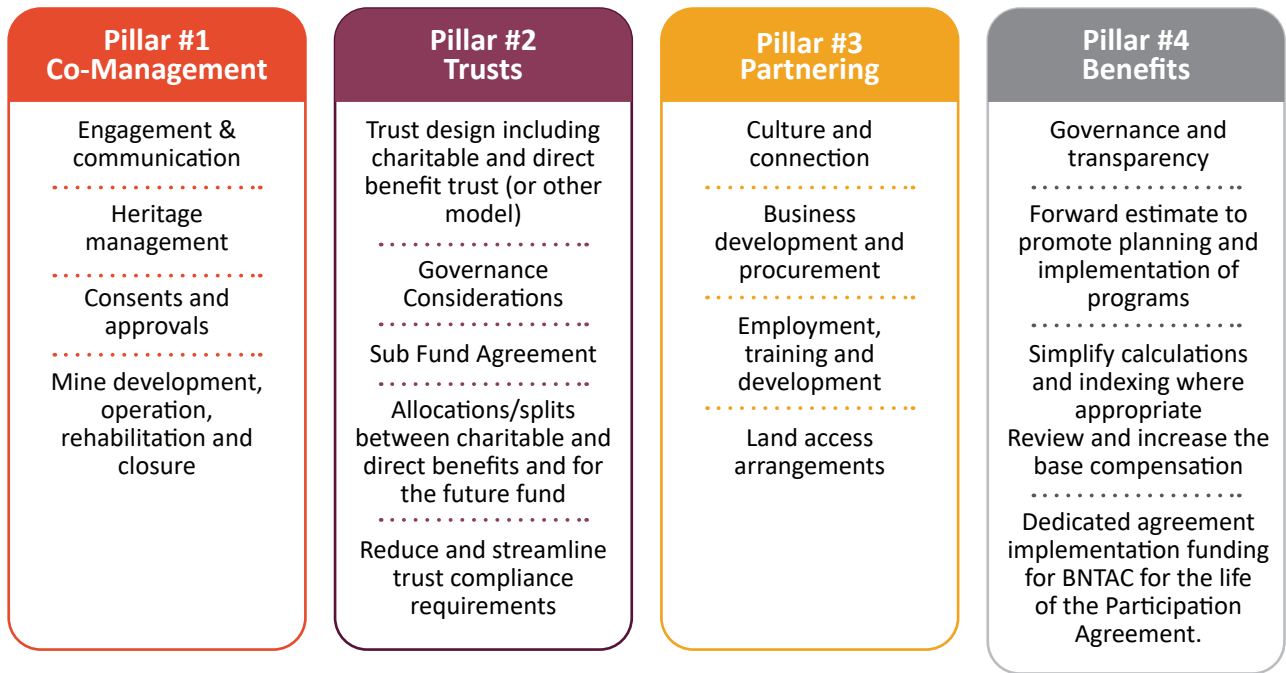 Pillar #1
Co-Management
Engagement &
communication
Heritage
management
Consents and
approvals
Mine development,
operation,
rehabilitation and
closure
Pillar #2
Trusts
Trust design including
charitable and direct
benefit trust (or other
model)
Governance
Considerations
Sub Fund Agreement
Allocations/splits
between charitable and
direct benefits and for
the future fund
Reduce and streamline
trust compliance
requirements
Pillar #3
Partnering
Culture and
connection
Business
development and
procurement
Employment,
training and
development
Land access
arrangements
Pillar #4
Benefits
Governance and
transparency
Forward estimate to
promote planning and
implementation of
programs
Simplify calculations
and indexing where
appropriate
Review and increase the
base compensation
Dedicated agreement
implementation funding
for BNTAC for the life
of the Participation
Agreement.